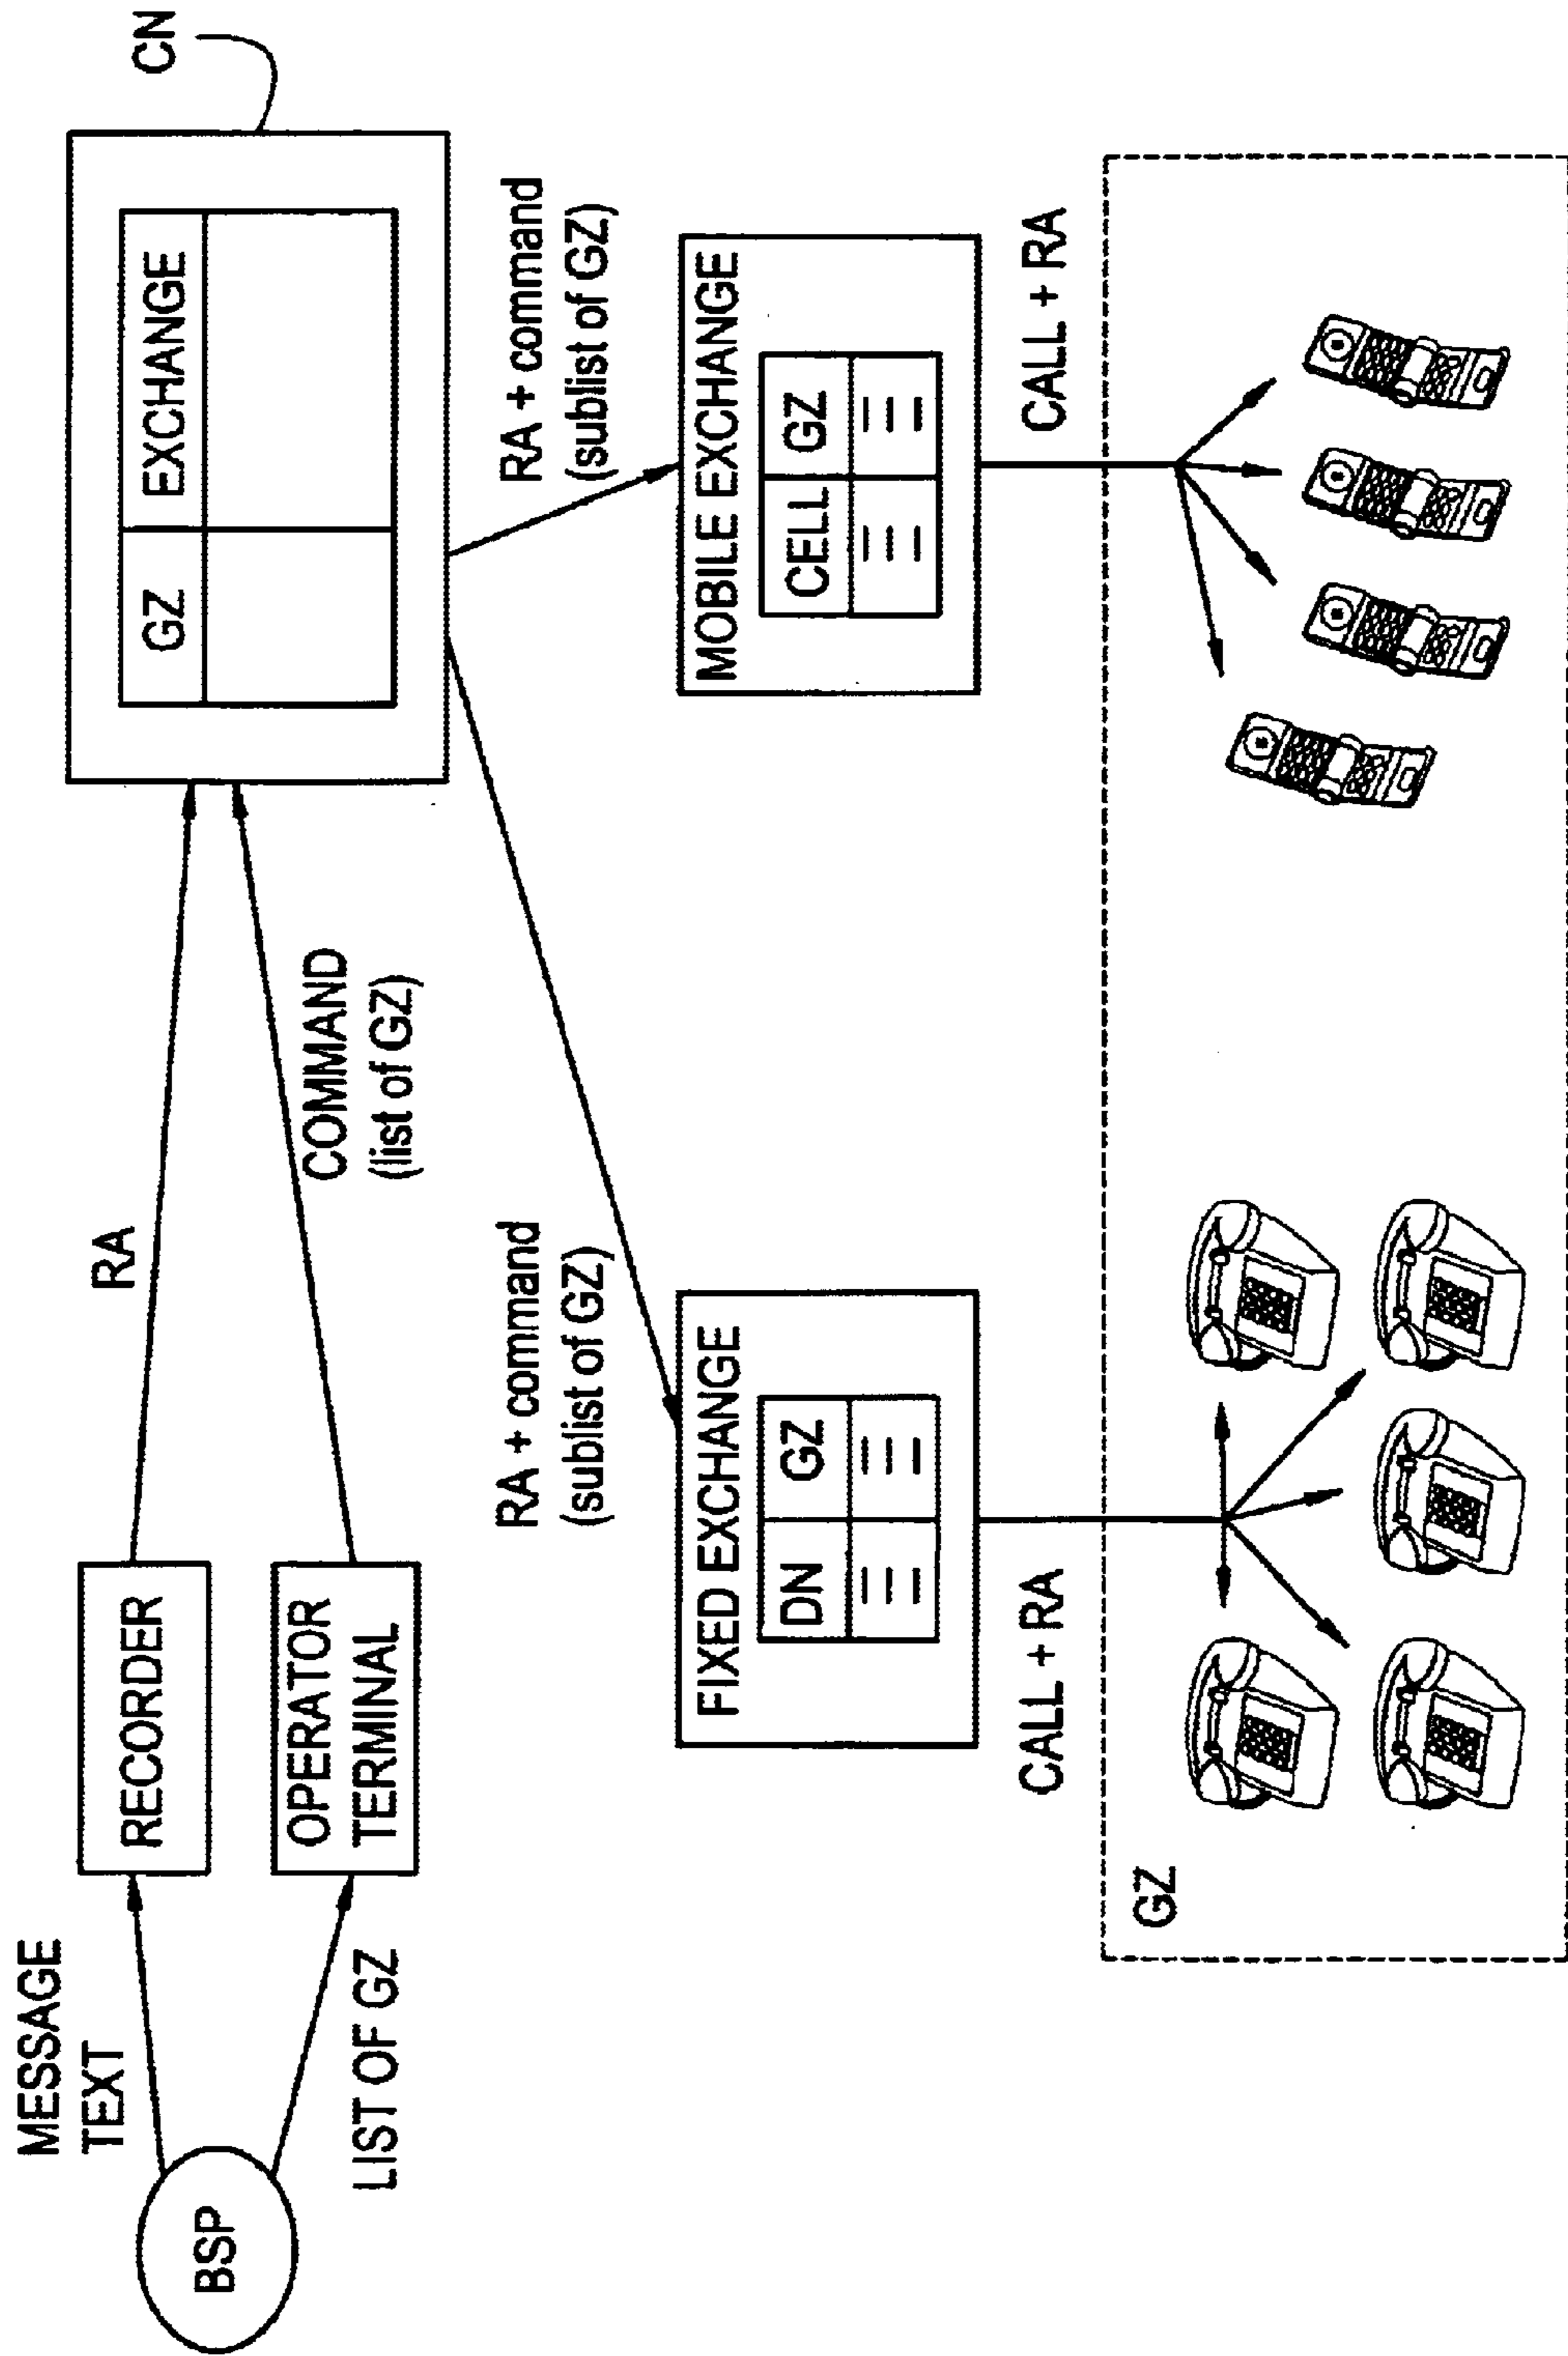 MESSAGE
TEXT
BSP
LIST OF GZ
RECORDER
OPERATOR
TERMINAL
RA
COMMAND
(list of GZ)
CN
GZ EXCHANGE
RA + command
(sublist of GZ)
RA + command
(sublist of GZ)
FIXED EXCHANGE
DN GZ
MOBILE EXCHANGE
CELL GZ
CALL + RA
CALL + RA
GZ